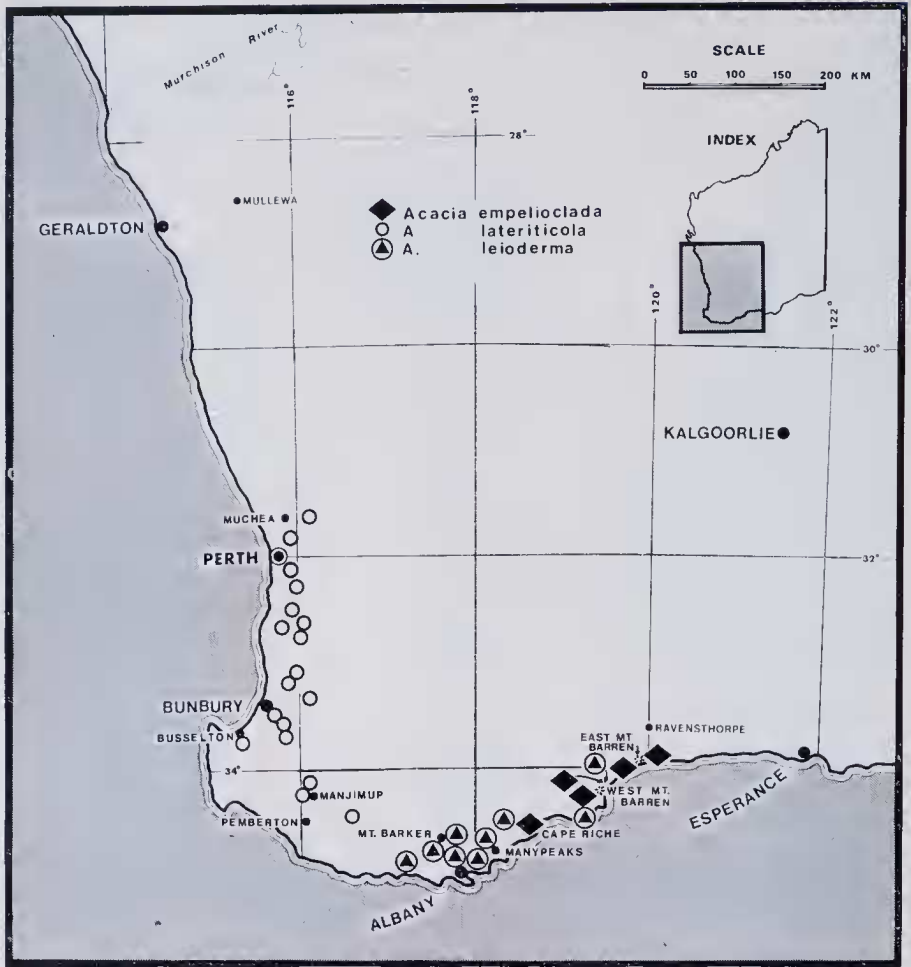 Murchison River
SCALE
0 50 100 150 200 KM
116°
118°
28°
INDEX
MULLEWA
GERALDTON
Acacia empelioclada
A lateriticola
A. leioderma
120°
122°
30°
KALGOORLIE
MUCHEA
PERTH
32°
BUNBURY
BUSSELTON
RAVENSTHORPE
EAST MT
BARREN
34°
MANJIMUP
WEST MT.
BARREN
ESPERANCE
PEMBERTON
MT. BARKER
CAPE RICHE
MANYPEAKS
ALBANY